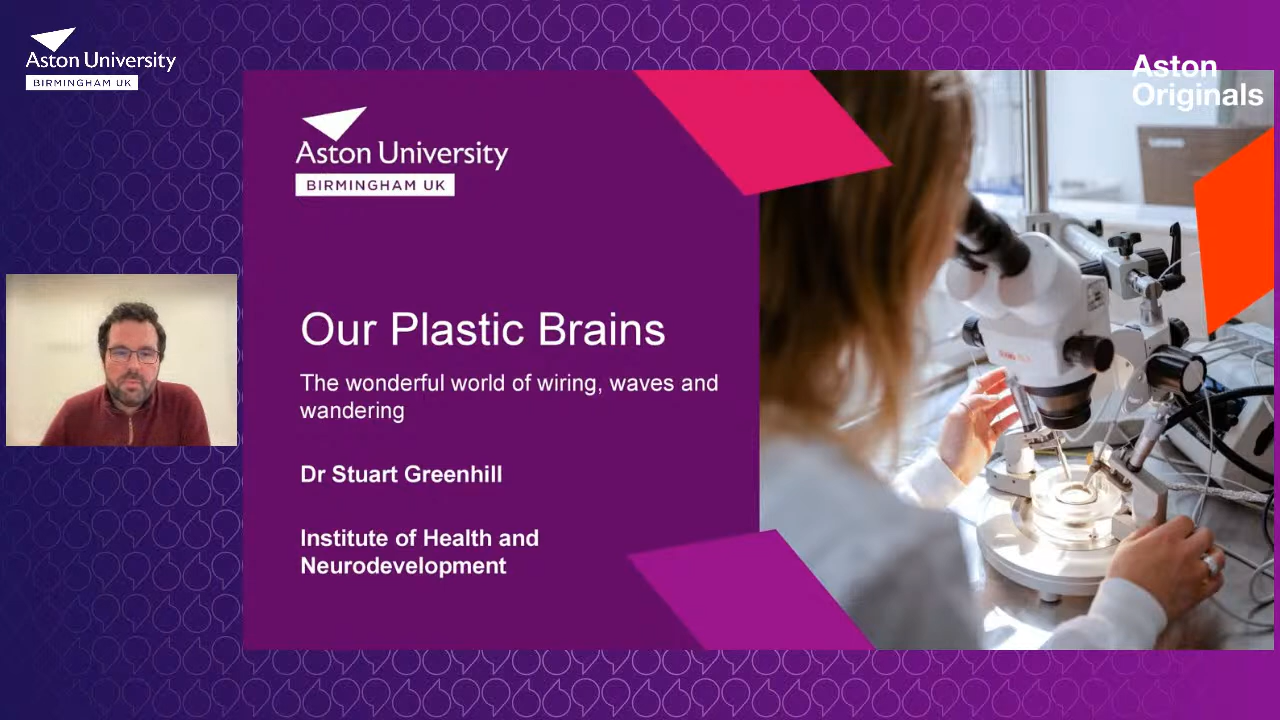 Aston University
BIRMINGHAM UK
Aston
Originals
Aston University
BIRMINGHAM UK
Our Plastic Brains
The wonderful world of wiring, waves and
wandering
Dr Stuart Greenhill
Institute of Health and
Neurodevelopment